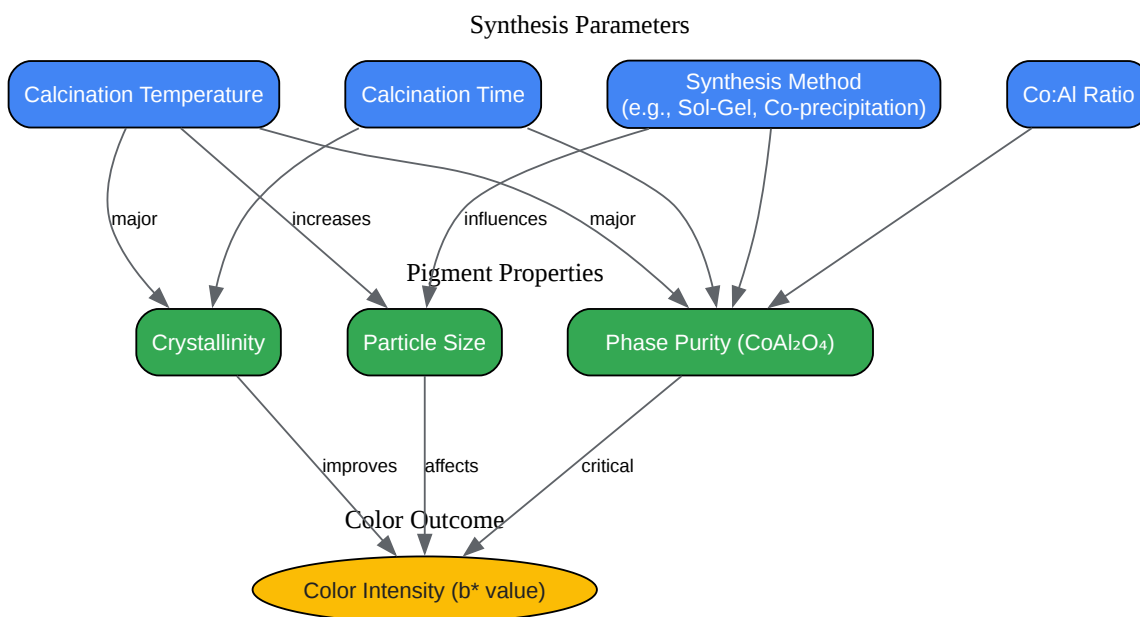 Synthesis Parameters
Calcination Temperature
Calcination Time
Synthesis Method
(e.g., Sol-Gel, Co-precipitation)
Co:Al Ratio
major
increases
influences
major
Pigment Properties
Crystallinity
Particle Size
Phase Purity (CoAl₂O₄)
improves
affects
critical
Color Outcome
Color Intensity (b* value)